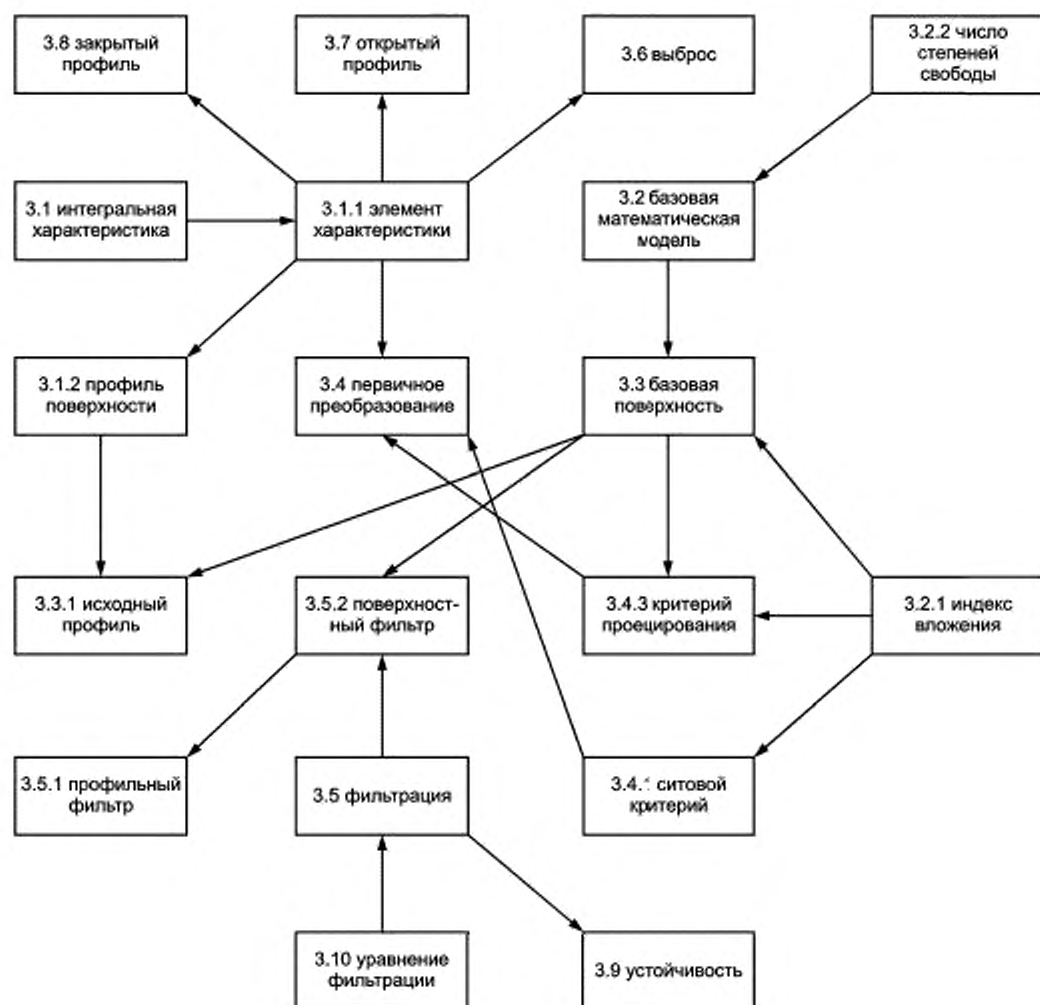 3.8 закрытый
профиль
3.7 открытый
профиль
3.6 выброс
3.2.2 число
степеней
свободы
3.1 интегральная
характеристика
3.1.1 элемент
характеристики
3.2 базовая
математическая
модель
3.1.2 профиль
поверхности
3.4 первичное
преобразование
3.3 базовая
поверхность
3.3.1 исходный
профиль
3.5.2 поверхност-
ный фильтр
3.4.3 критерий
проецирования
3.2.1 индекс
вложения
3.5.1 профильный
фильтр
3.5 фильтрация
3.4.1 ситовой
критерий
3.10 уравнение
фильтрации
3.9 устойчивость